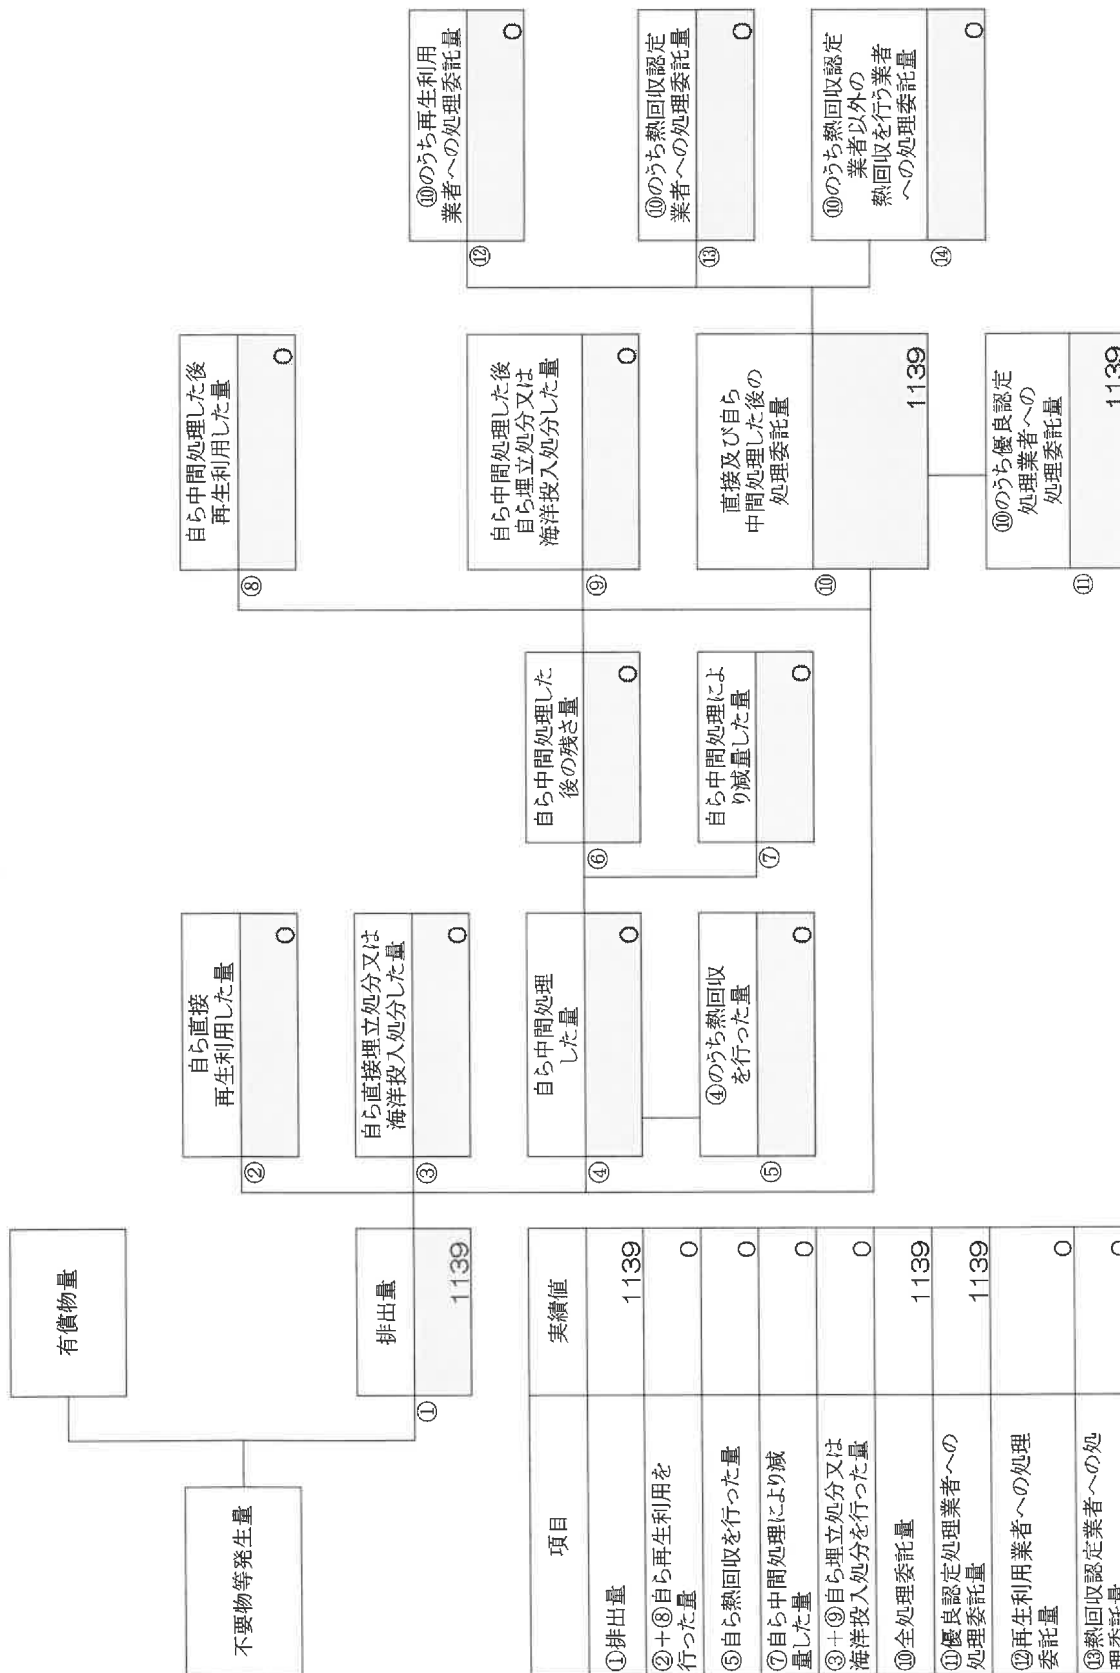 不要物等発生量
有償物量
排出量
①
1139
自ら直接
再生利用した量
②
0
自ら直接埋立処分又は
海洋投入処分した量
③
0
自ら中間処理
した量
④
0
④のうち熱回収
を行った量
⑤
0
自ら中間処理した
後の残さ量
⑥
0
自ら中間処理によ
り減量した量
⑦
0
自ら中間処理した後
再生利用した量
⑧
0
自ら中間処理した後
自ら埋立処分又は
海洋投入処分した量
⑨
0
直接及び自ら
中間処理した後の
処理委託量
⑩
1139
⑩のうち優良認定
処理業者への
処理委託量
⑪
1139
⑩のうち再生利用
業者への処理委託量
⑫
0
⑩のうち熱回収認定
業者への処理委託量
⑬
0
⑩のうち熱回収認定
業者以外の
熱回収を行う業者
への処理委託量
⑭
0
項目 実績値
①排出量 1139
②+⑧自ら再生利用を
行った量 0
⑤自ら熱回収を行った量 0
⑦自ら中間処理により減
量した量 0
③+⑨自ら埋立処分又は
海洋投入処分を行った量 0
⑩全処理委託量 1139
⑪優良認定処理業者への
処理委託量 1139
⑫再生利用業者への処理
委託量 0
⑬熱回収認定業者への処
理委託量 0